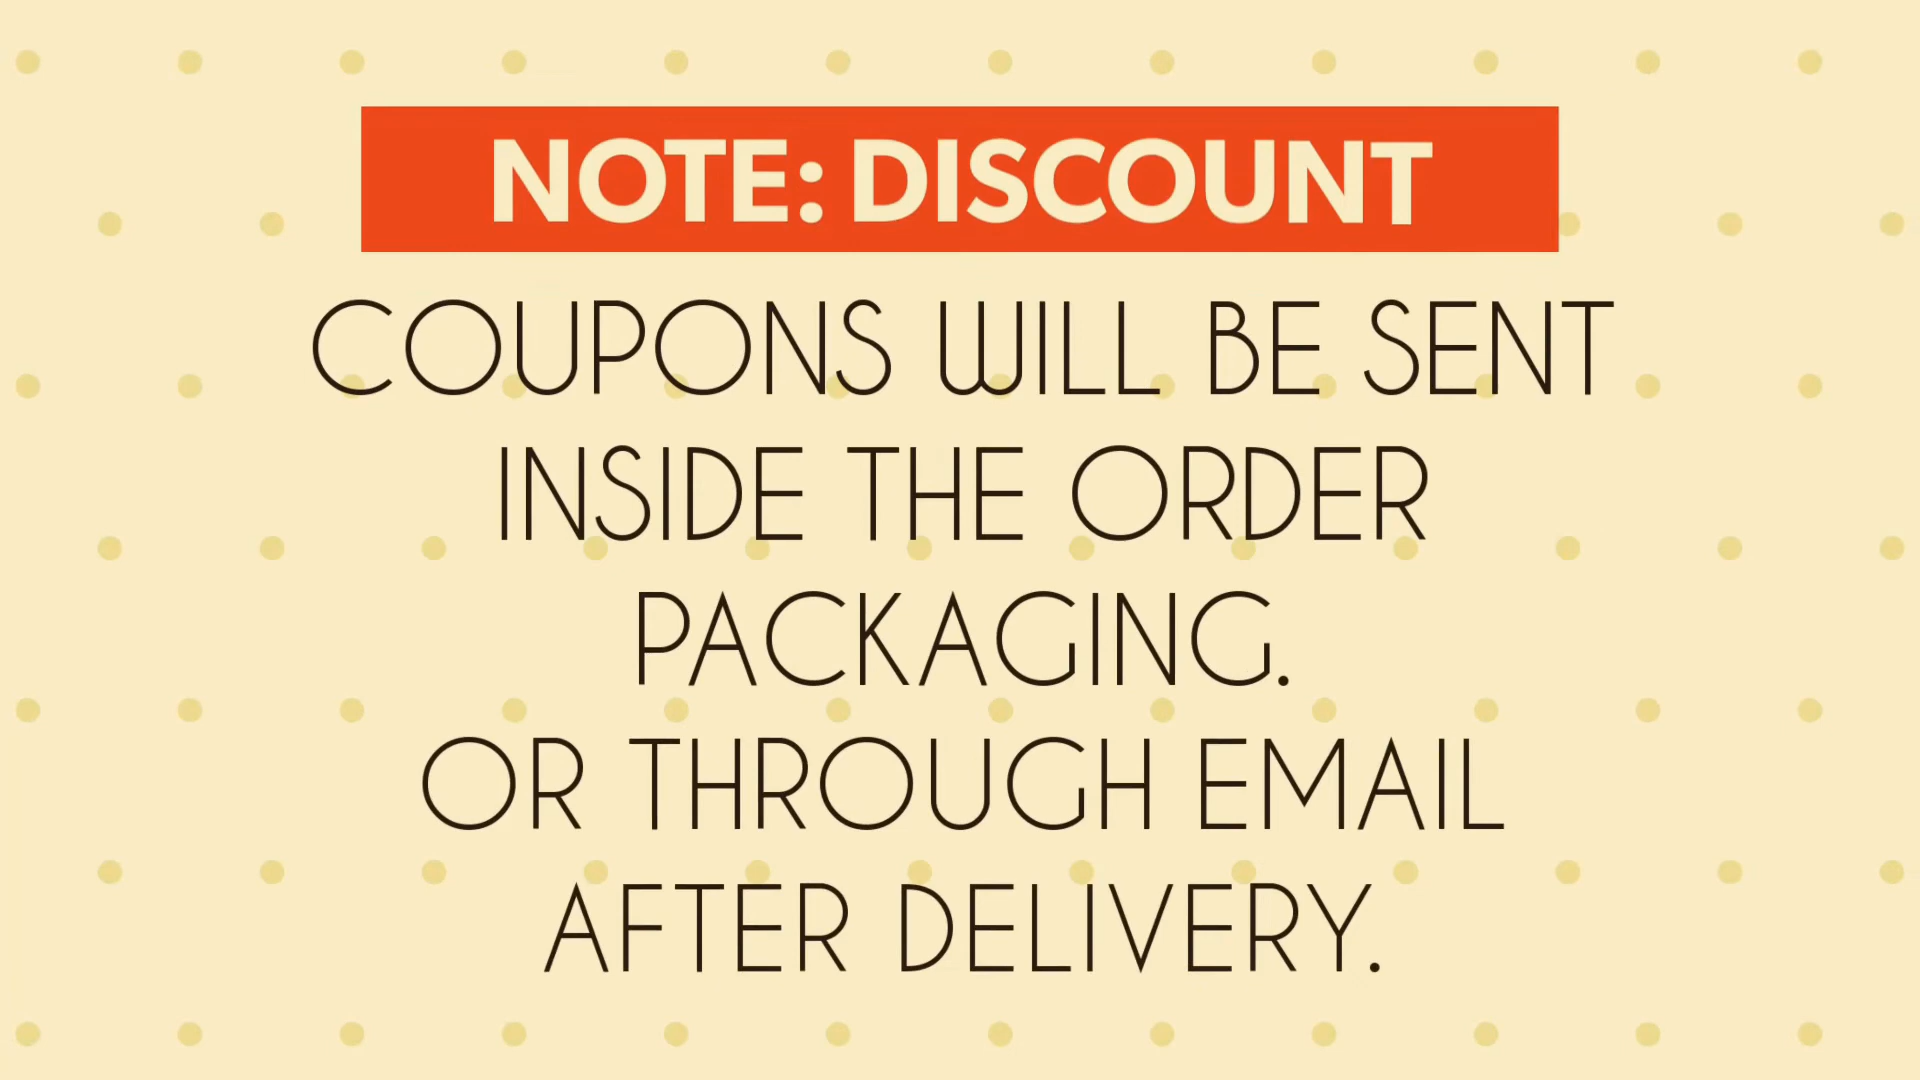 NOTE: DISCOUNT
COUPONS WILL BE SENT
INSIDE THE ORDER
PACKAGING.
OR THROUGH EMAIL
AFTER DELIVERY.